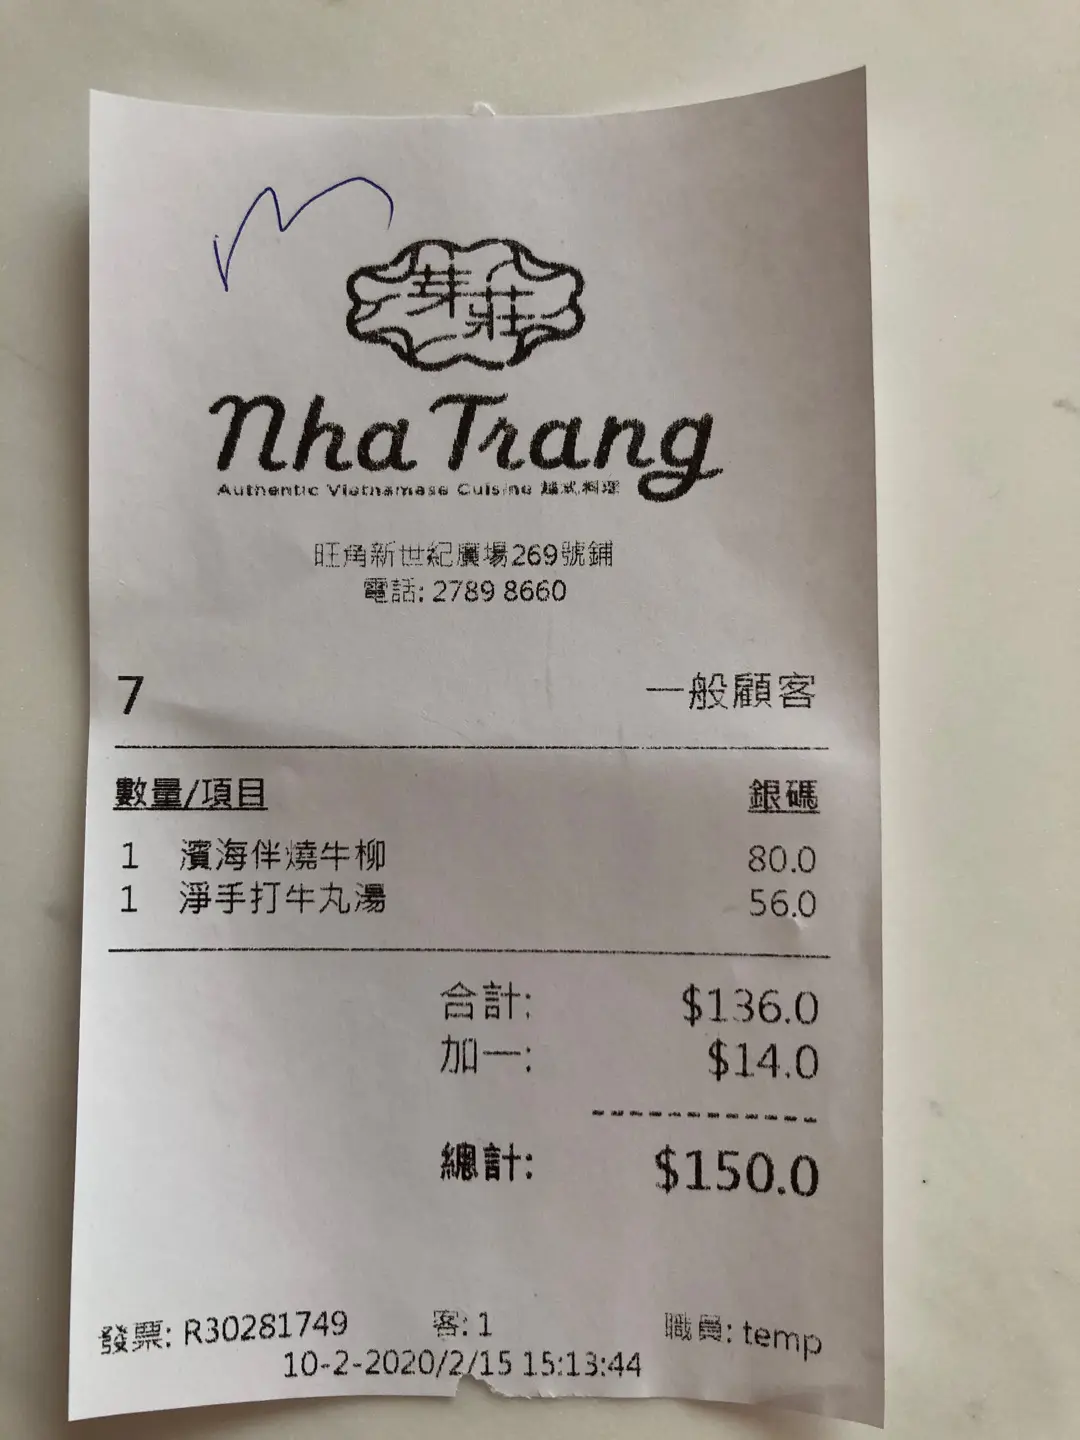 芽莊
Nha Trang
Authentic Vietnamese Cuisine 越式料理
旺角新世紀廣場269號鋪
電話: 2789 8660
7 一般顧客
數量/項目 銀碼
1 濱海伴燒牛柳 80.0
1 淨手打牛丸湯 56.0
合計: $136.0
加一: $14.0
------------
總計: $150.0
發票: R30281749 客: 1 職員: temp
10-2-2020/2/15 15:13:44